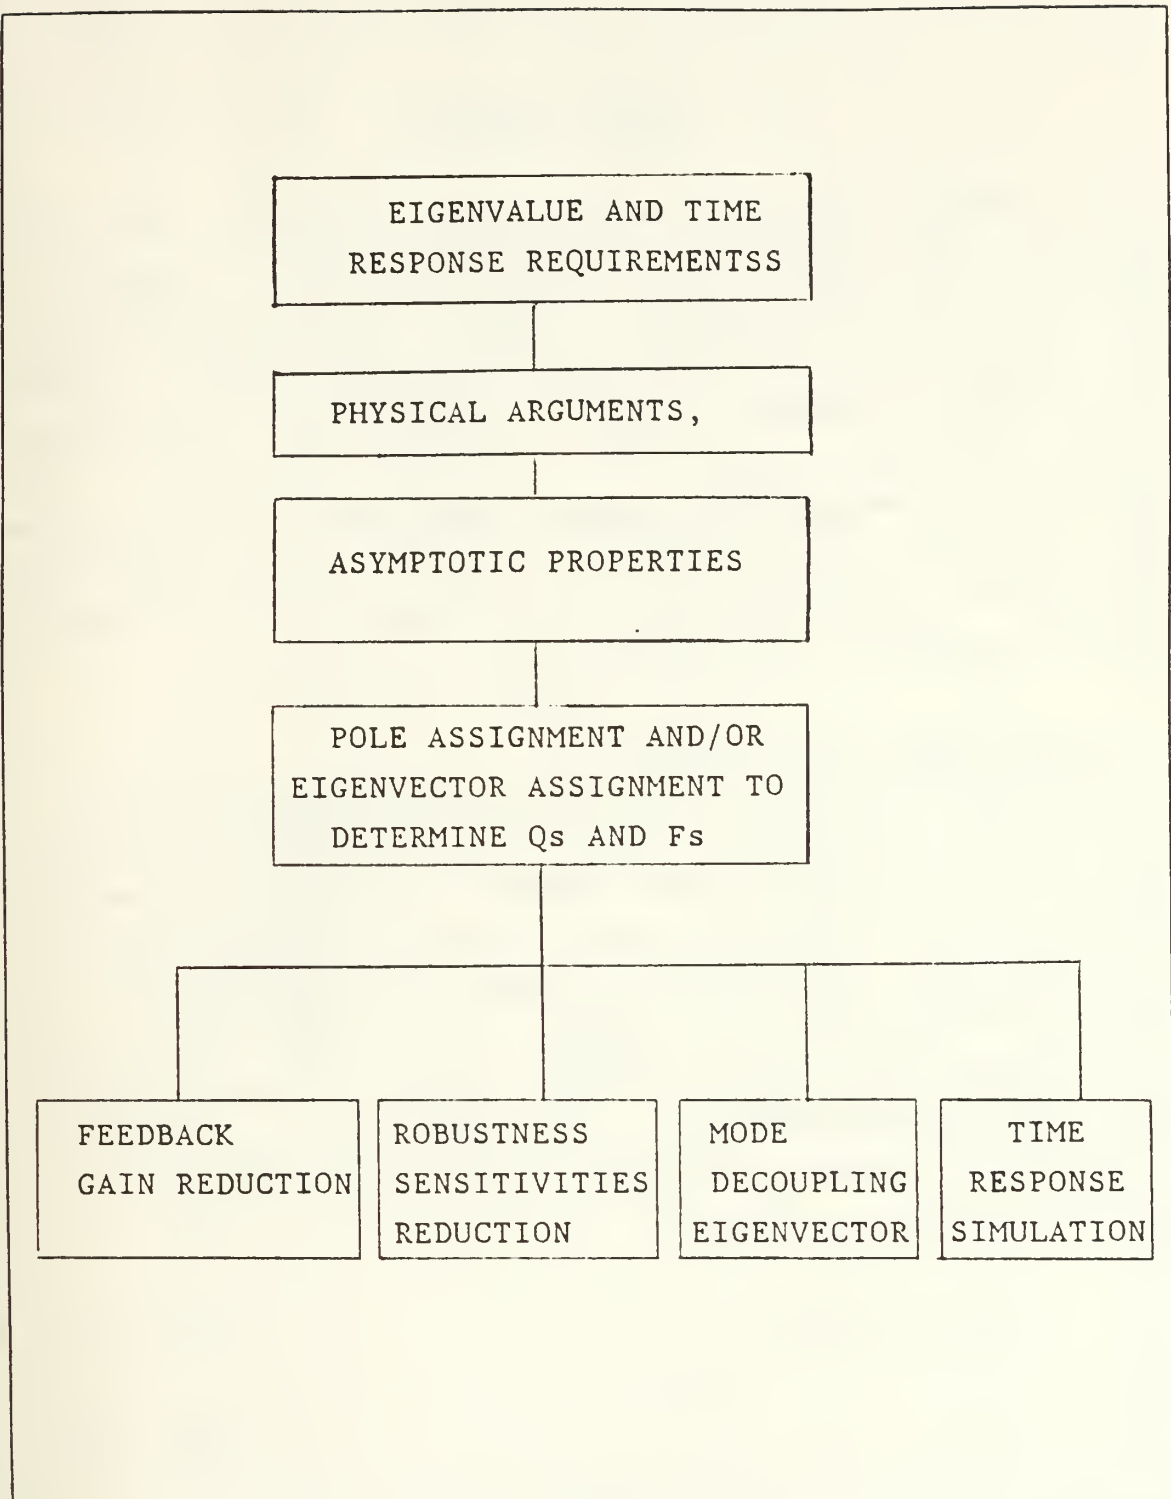 EIGENVALUE AND TIME
RESPONSE REQUIREMENTSS
PHYSICAL ARGUMENTS,
ASYMPTOTIC PROPERTIES
POLE ASSIGNMENT AND/OR
EIGENVECTOR ASSIGNMENT TO
DETERMINE Qs AND Fs
FEEDBACK
GAIN REDUCTION
ROBUSTNESS
SENSITIVITIES
REDUCTION
MODE
DECOUPLING
EIGENVECTOR
TIME
RESPONSE
SIMULATION